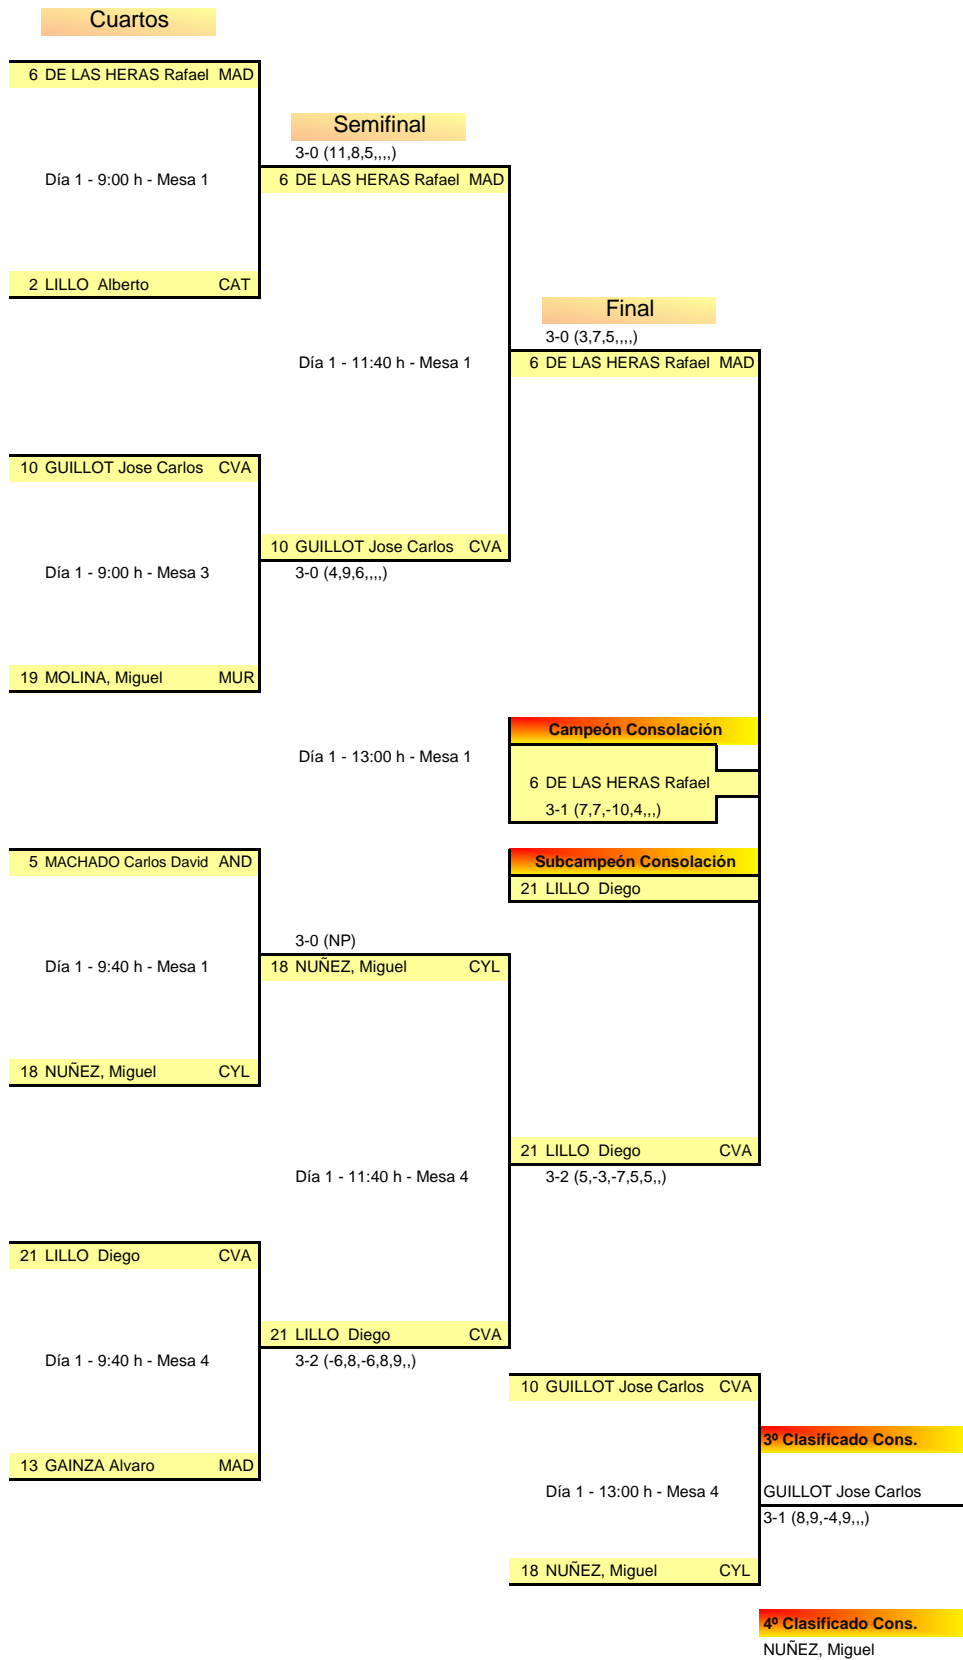 Cuartos
6 DE LAS HERAS Rafael MAD
Semifinal
3-0 (11,8,5,,,,)
Día 1 - 9:00 h - Mesa 1
6 DE LAS HERAS Rafael MAD
2 LILLO Alberto CAT
Final
3-0 (3,7,5,,,,)
Día 1 - 11:40 h - Mesa 1
6 DE LAS HERAS Rafael MAD
10 GUILLOT Jose Carlos CVA
10 GUILLOT Jose Carlos CVA
Día 1 - 9:00 h - Mesa 3
3-0 (4,9,6,,,,)
19 MOLINA, Miguel MUR
Campeón Consolación
Día 1 - 13:00 h - Mesa 1
6 DE LAS HERAS Rafael
3-1 (7,7,-10,4,,,)
5 MACHADO Carlos David AND
Subcampeón Consolación
21 LILLO Diego
3-0 (NP)
Día 1 - 9:40 h - Mesa 1
18 NUÑEZ, Miguel CYL
18 NUÑEZ, Miguel CYL
21 LILLO Diego CVA
Día 1 - 11:40 h - Mesa 4
3-2 (5,-3,-7,5,5,,)
21 LILLO Diego CVA
21 LILLO Diego CVA
Día 1 - 9:40 h - Mesa 4
3-2 (-6,8,-6,8,9,,)
10 GUILLOT Jose Carlos CVA
3º Clasificado Cons.
13 GAINZA Alvaro MAD
Día 1 - 13:00 h - Mesa 4
GUILLOT Jose Carlos
3-1 (8,9,-4,9,,,)
18 NUÑEZ, Miguel CYL
4º Clasificado Cons.
NUÑEZ, Miguel